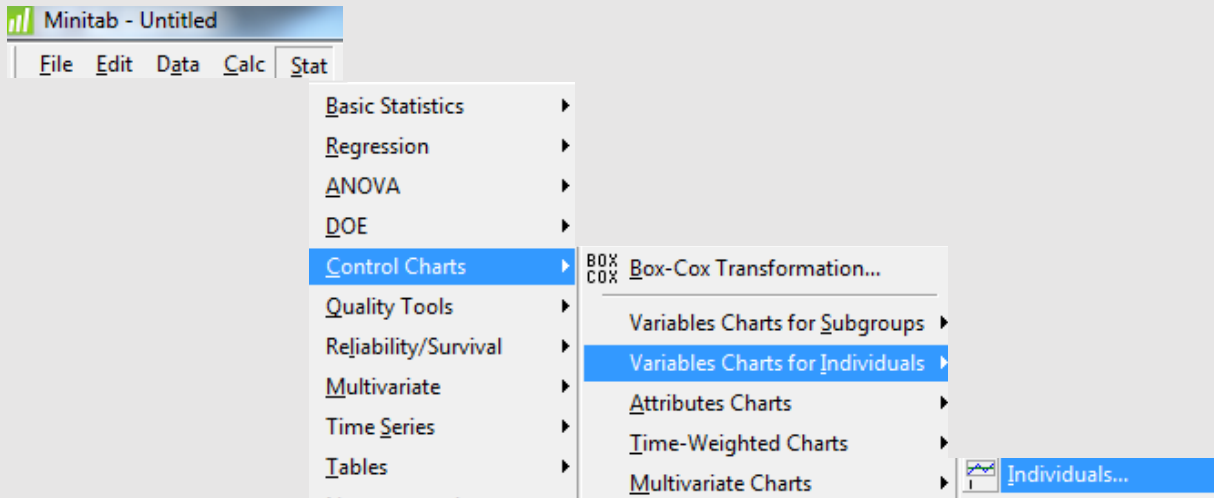 Minitab - Untitled
File Edit Data Calc Stat
Basic Statistics
Regression
ANOVA
DOE
Control Charts
Quality Tools
Reliability/Survival
Multivariate
Time Series
Tables
BOX COX Box-Cox Transformation...
Variables Charts for Subgroups
Variables Charts for Individuals
Attributes Charts
Time-Weighted Charts
Multivariate Charts
Individuals...